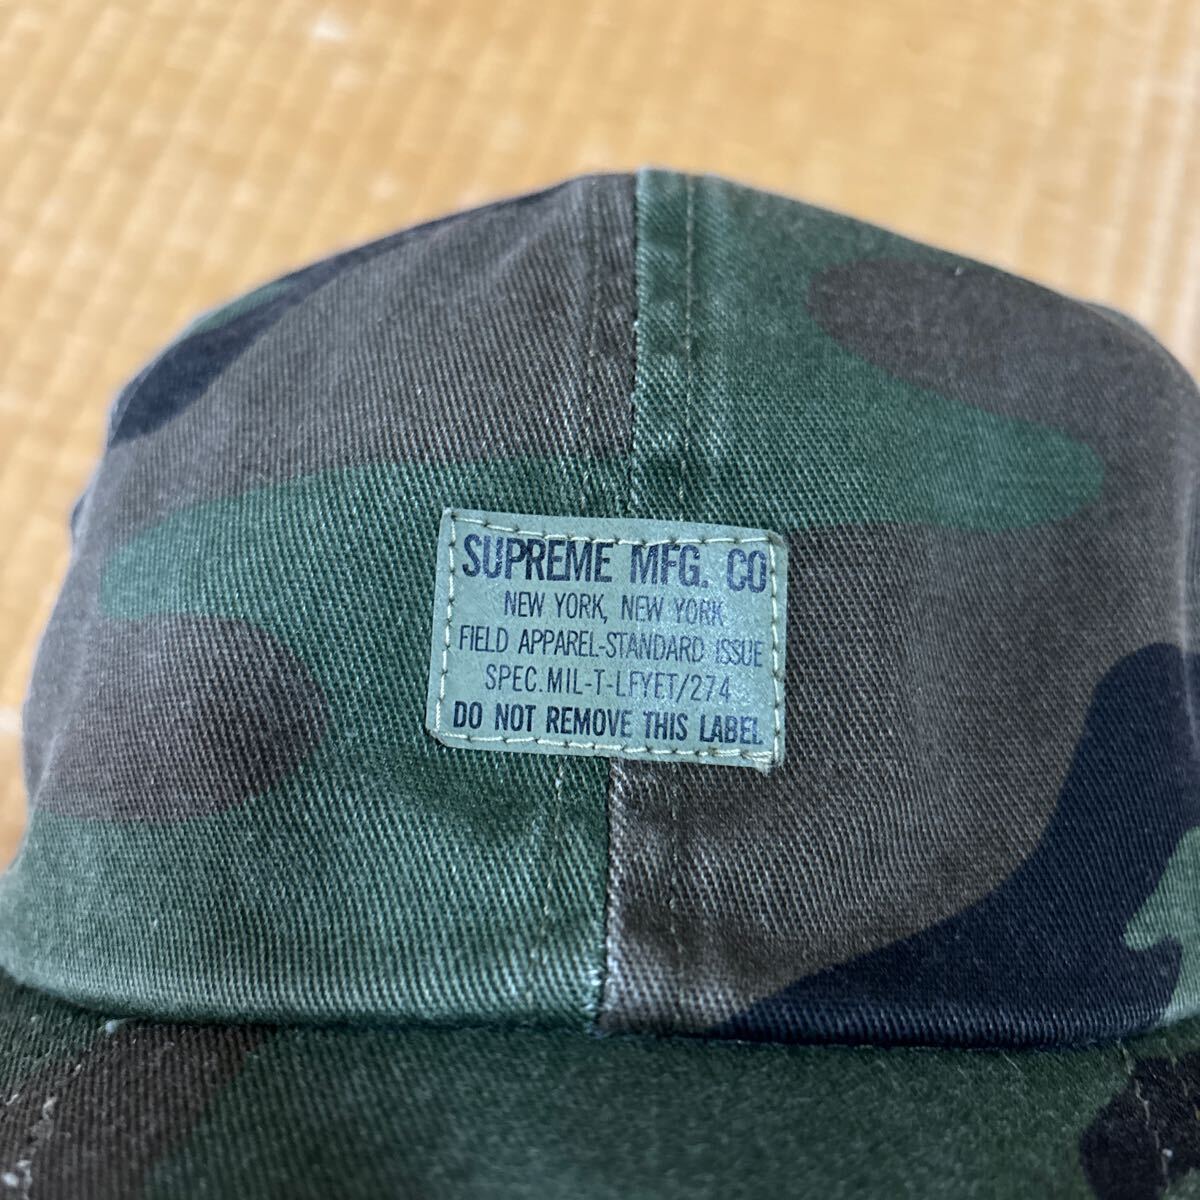 SUPREME MFG. CO
NEW YORK, NEW YORK
FIELD APPAREL-STANDARD ISSUE
SPEC.MIL-T-LFYET/274
DO NOT REMOVE THIS LABEL